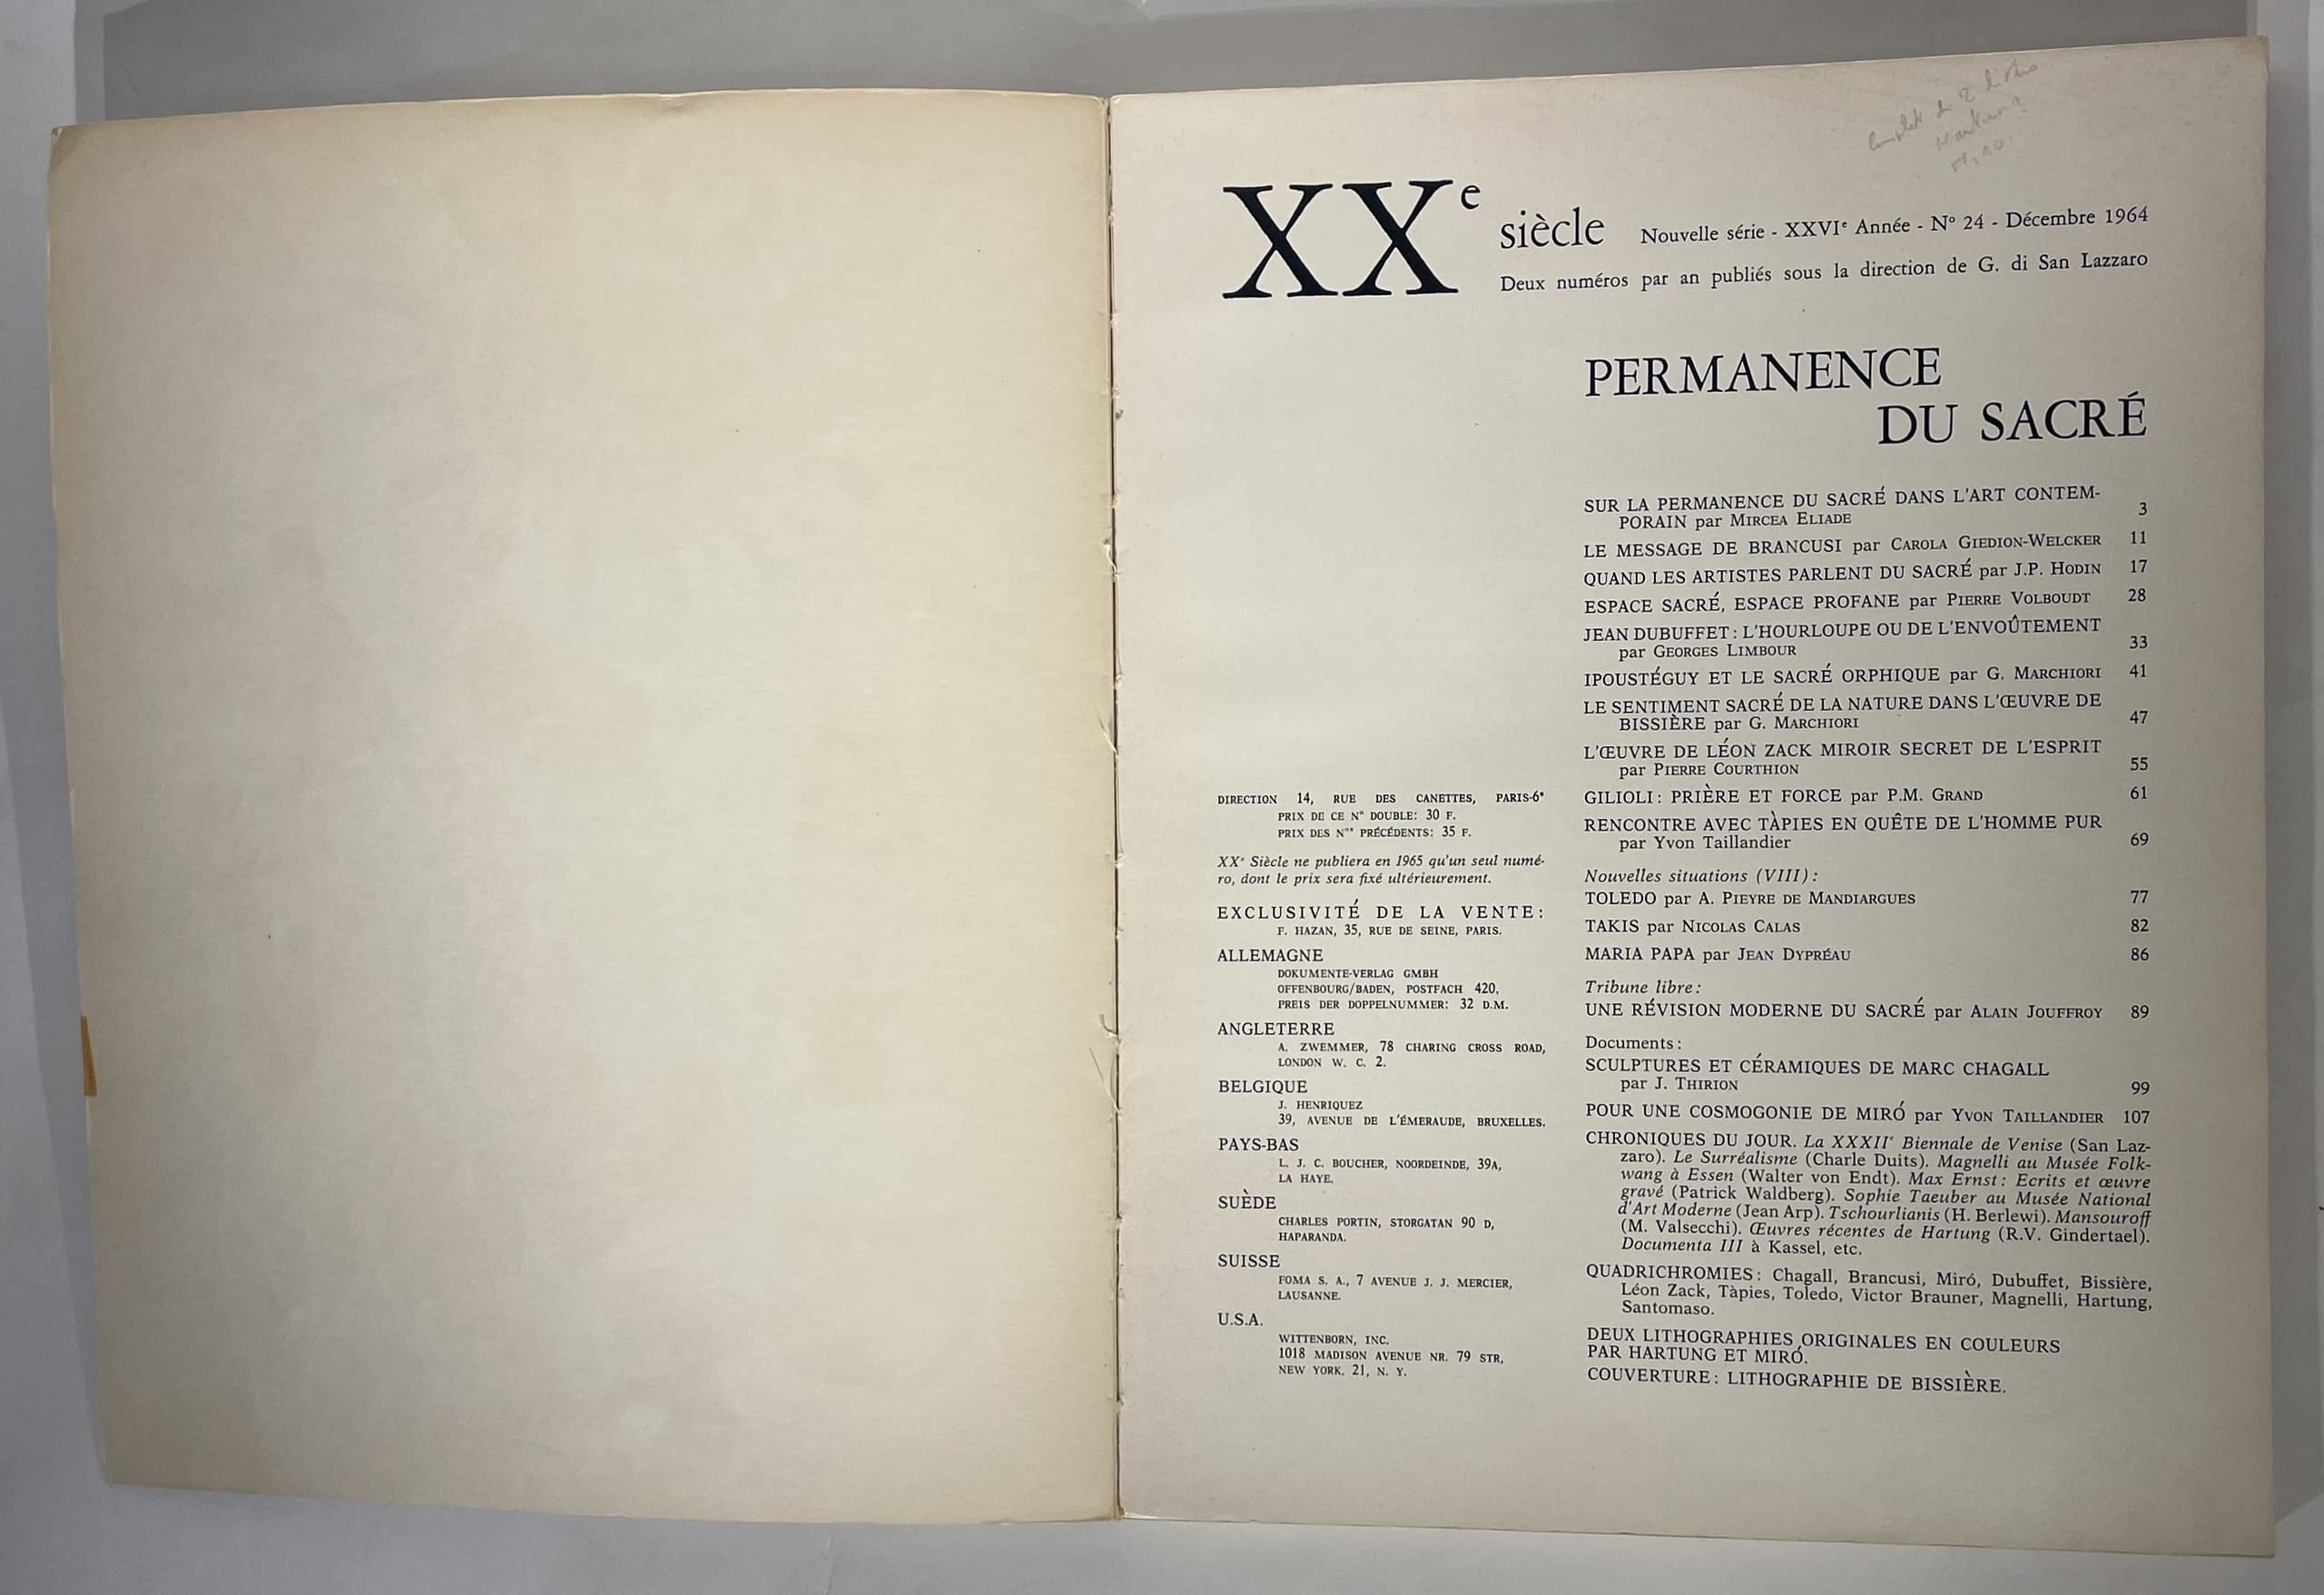 XXe siècle Nouvelle série - XXVIe Année - No 24 - Décembre 1964
Deux numéros par an publiés sous la direction de G. di San Lazzaro
PERMANENCE
DU SACRÉ
DIRECTION 14, RUE DES CANETTES, PARIS-6e
PRIX DE CE No DOUBLE: 30 F.
PRIX DES Nos PRÉCÉDENTS: 35 F.
XXe Siècle ne publiera en 1965 qu'un seul numé-
ro, dont le prix sera fixé ultérieurement.
EXCLUSIVITÉ DE LA VENTE:
F. HAZAN, 35, RUE DE SEINE, PARIS.
ALLEMAGNE
DOKUMENTE-VERLAG GMBH
OFFENBOURG/BADEN, POSTFACH 420,
PREIS DER DOPPELNUMMER: 32 D.M.
ANGLETERRE
A. ZWEMMER, 78 CHARING CROSS ROAD,
LONDON W. C. 2.
BELGIQUE
J. HENRIQUEZ
39, AVENUE DE L'ÉMERAUDE, BRUXELLES.
PAYS-BAS
L. J. C. BOUCHER, NOORDEINDE, 39A,
LA HAYE.
SUÈDE
CHARLES PORTIN, STORGATAN 90 D,
HAPARANDA.
SUISSE
FOMA S. A., 7 AVENUE J. J. MERCIER,
LAUSANNE.
U.S.A.
WITTENBORN, INC.
1018 MADISON AVENUE NR. 79 STR,
NEW YORK. 21, N. Y.
SUR LA PERMANENCE DU SACRÉ DANS L'ART CONTEM-
PORAIN par MIRCEA ELIADE 3
LE MESSAGE DE BRANCUSI par CAROLA GIEDION-WELCKER 11
QUAND LES ARTISTES PARLENT DU SACRÉ par J.P. HODIN 17
ESPACE SACRÉ, ESPACE PROFANE par PIERRE VOLBOUDT 28
JEAN DUBUFFET: L'HOURLOUPE OU DE L'ENVOÛTEMENT
par GEORGES LIMBOUR 33
IPOUSTÉGUY ET LE SACRÉ ORPHIQUE par G. MARCHIORI 41
LE SENTIMENT SACRÉ DE LA NATURE DANS L'ŒUVRE DE
BISSIÈRE par G. MARCHIORI 47
L'ŒUVRE DE LÉON ZACK MIROIR SECRET DE L'ESPRIT
par PIERRE COURTHION 55
GILIOLI: PRIÈRE ET FORCE par P.M. GRAND 61
RENCONTRE AVEC TÀPIES EN QUÊTE DE L'HOMME PUR
par Yvon Taillandier 69
Nouvelles situations (VIII):
TOLEDO par A. PIEYRE DE MANDIARGUES 77
TAKIS par NICOLAS CALAS 82
MARIA PAPA par JEAN DYPRÉAU 86
Tribune libre:
UNE RÉVISION MODERNE DU SACRÉ par ALAIN JOUFFROY 89
Documents:
SCULPTURES ET CÉRAMIQUES DE MARC CHAGALL
par J. THIRION 99
POUR UNE COSMOGONIE DE MIRÓ par YVON TAILLANDIER 107
CHRONIQUES DU JOUR. La XXXIIe Biennale de Venise (San Laz-
zaro). Le Surréalisme (Charle Duits). Magnelli au Musée Folk-
wang à Essen (Walter von Endt). Max Ernst: Ecrits et œuvre
gravé (Patrick Waldberg). Sophie Taeuber au Musée National
d'Art Moderne (Jean Arp). Tschourlianis (H. Berlewi). Mansouroff
(M. Valsecchi). Œuvres récentes de Hartung (R.V. Gindertael).
Documenta III à Kassel, etc.
QUADRICHROMIES: Chagall, Brancusi, Miró, Dubuffet, Bissière,
Léon Zack, Tàpies, Toledo, Victor Brauner, Magnelli, Hartung,
Santomaso.
DEUX LITHOGRAPHIES ORIGINALES EN COULEURS
PAR HARTUNG ET MIRÓ.
COUVERTURE: LITHOGRAPHIE DE BISSIÈRE.